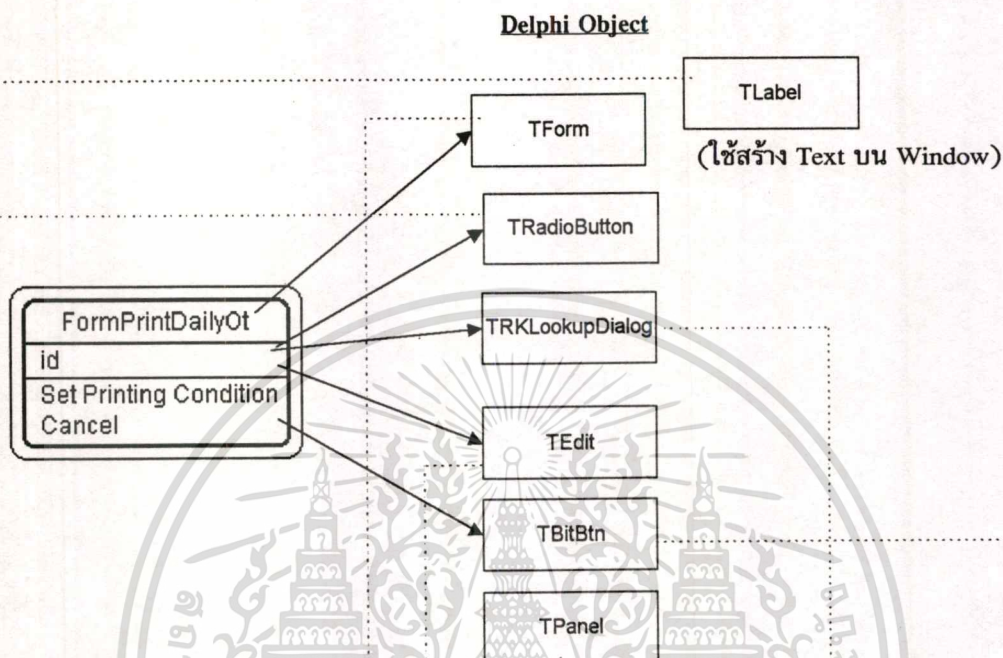 Delphi Object
TLabel
TForm
(ใช้สร้าง Text บน Window)
TRadioButton
FormPrintDailyOt
TRKLookupDialog
id
Set Printing Condition
Cancel
TEdit
TBitBtn
TPanel